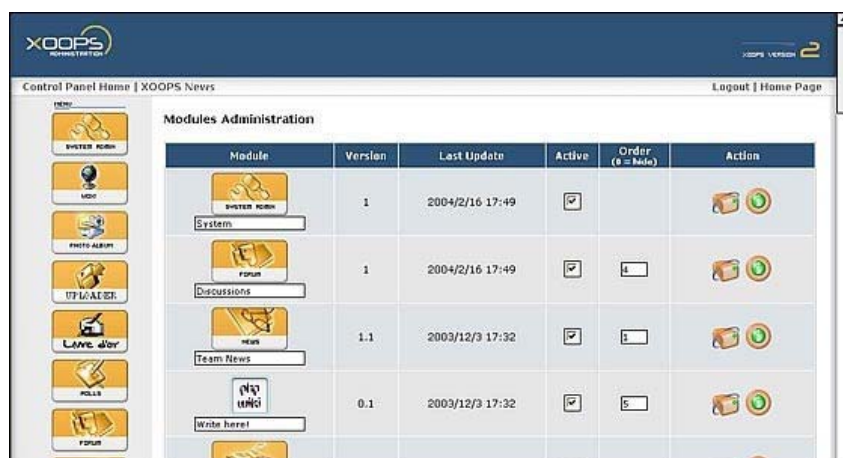 XOOPS
ADMINISTRATION
XOOPS VERSION 2
Control Panel Home | XOOPS News
Logout | Home Page
MENU
SYSTEM ADMIN
PHOTO ALBUM
UPLOADER
Livre d'or
POLLS
FORUM
Modules Administration
Module Version Last Update Active Order Action
(0 = hide)
SYSTEM ADMIN
System
1 2004/2/16 17:49
FORUM
Discussions
1 2004/2/16 17:49 4
NEWS
Team News
1.1 2003/12/3 17:32 1
php
wiki
Write here!
0.1 2003/12/3 17:32 5